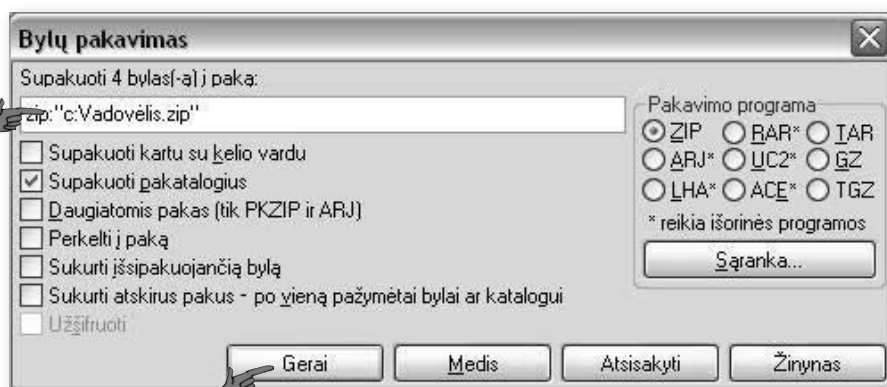 Bylų pakavimas
Supakuoti 4 bylas(-ą) į paką:
zip:"c:Vadovėlis.zip"
Supakuoti kartu su kelio vardu
Supakuoti pakatalogius
Daugiatomis pakas (tik PKZIP ir ARJ)
Perkelti į paką
Sukurti išsipakuojančią bylą
Sukurti atskirus pakus - po vieną pažymėtai bylai ar katalogui
Užšifruoti
Pakavimo programa
ZIP RAR* TAR
ARJ* UC2* GZ
LHA* ACE* TGZ
* reikia išorinės programos
Sąranka...
Gerai Medis Atsisakyti Žinynas